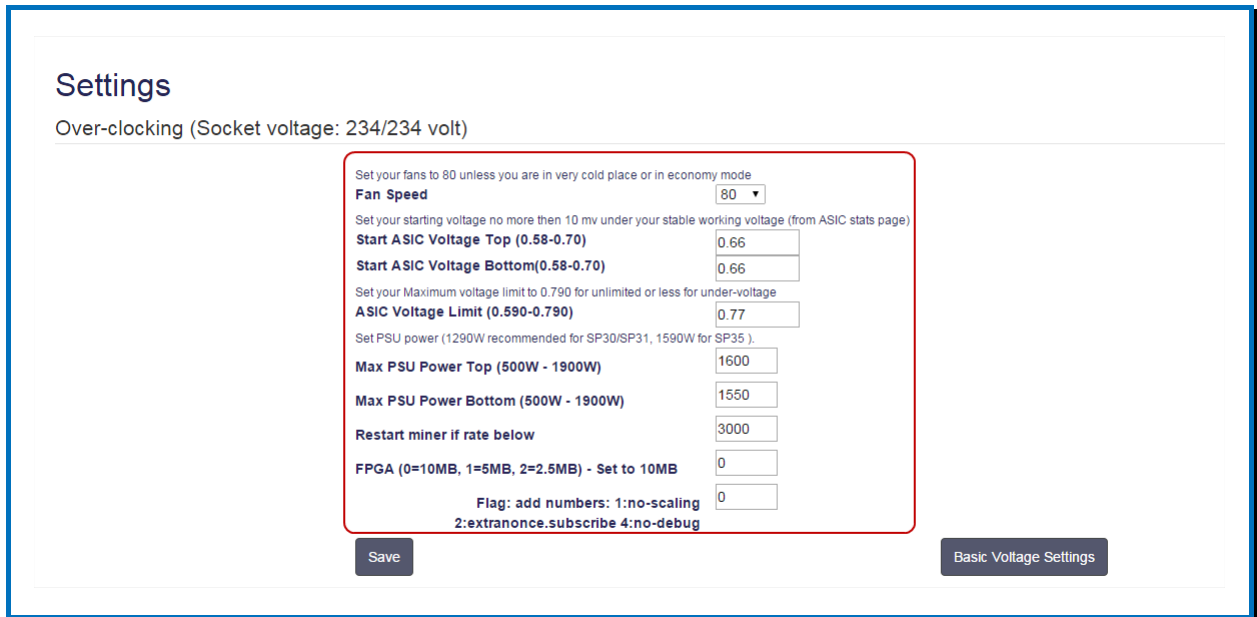 Settings
Over-clocking (Socket voltage: 234/234 volt)
Set your fans to 80 unless you are in very cold place or in economy mode
Fan Speed 80
Set your starting voltage no more then 10 mv under your stable working voltage (from ASIC stats page)
Start ASIC Voltage Top (0.58-0.70) 0.66
Start ASIC Voltage Bottom(0.58-0.70) 0.66
Set your Maximum voltage limit to 0.790 for unlimited or less for under-voltage
ASIC Voltage Limit (0.590-0.790) 0.77
Set PSU power (1290W recommended for SP30/SP31, 1590W for SP35 ).
Max PSU Power Top (500W - 1900W) 1600
Max PSU Power Bottom (500W - 1900W) 1550
Restart miner if rate below 3000
FPGA (0=10MB, 1=5MB, 2=2.5MB) - Set to 10MB 0
Flag: add numbers: 1:no-scaling 0
2:extranonce.subscribe 4:no-debug
Save Basic Voltage Settings